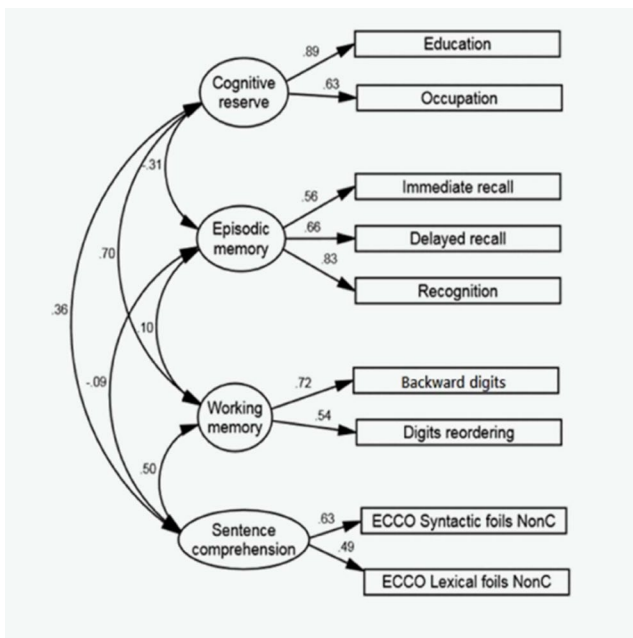 .89
Education
Cognitive
reserve
.63
Occupation
-.31
.56
Immediate recall
Episodic
memory
.66
Delayed recall
.83
Recognition
.70
.36
.10
-.09
.72
Backward digits
Working
memory
.54
Digits reordering
.50
.63
ECCO Syntactic foils NonC
Sentence
comprehension
.49
ECCO Lexical foils NonC